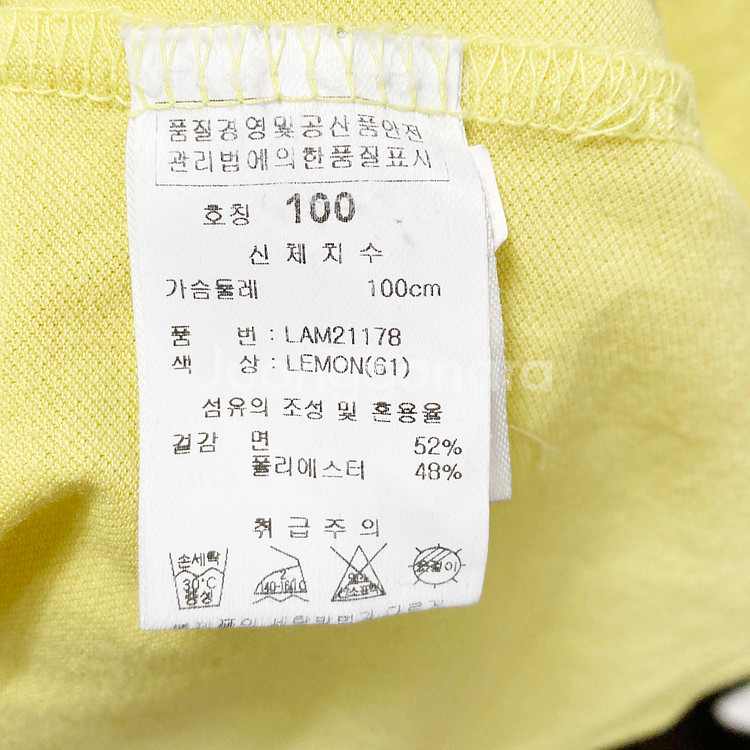 품질경영및공산품안전
관리법에의한품질표시
호칭 100
신체치수
가슴둘레 100cm
품 번 : LAM21178
색 상 : LEMON(61)
섬유의 조성 및 혼용율
겉감 면 52%
폴리에스터 48%
취급주의
손세탁
30°C
중성
140-160°C
옷걸이